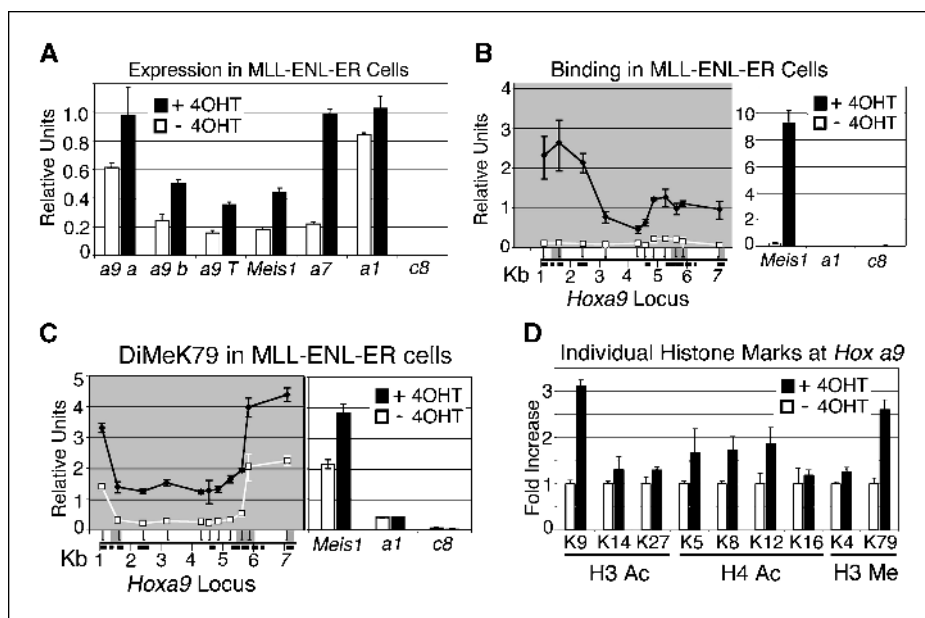 A
Expression in MLL-ENL-ER Cells
+ 4OHT
- 4OHT
Relative Units
1.0
0.8
0.6
0.4
0.2
0.0
a9 a a9 b a9 T Meis1 a7 a1 c8
B
Binding in MLL-ENL-ER Cells
Relative Units
4
3
2
1
0
Kb 1 2 3 4 5 6 7
Hoxa9 Locus
+ 4OHT
- 4OHT
10
8
6
4
2
0
Meis1 a1 c8
C
DiMeK79 in MLL-ENL-ER cells
Relative Units
5
4
3
2
1
0
Kb 1 2 3 4 5 6 7
Hoxa9 Locus
+ 4OHT
- 4OHT
Meis1 a1 c8
D
Individual Histone Marks at Hox a9
+ 4OHT
- 4OHT
Fold Increase
3
2
1
0
K9 K14 K27 K5 K8 K12 K16 K4 K79
H3 Ac H4 Ac H3 Me